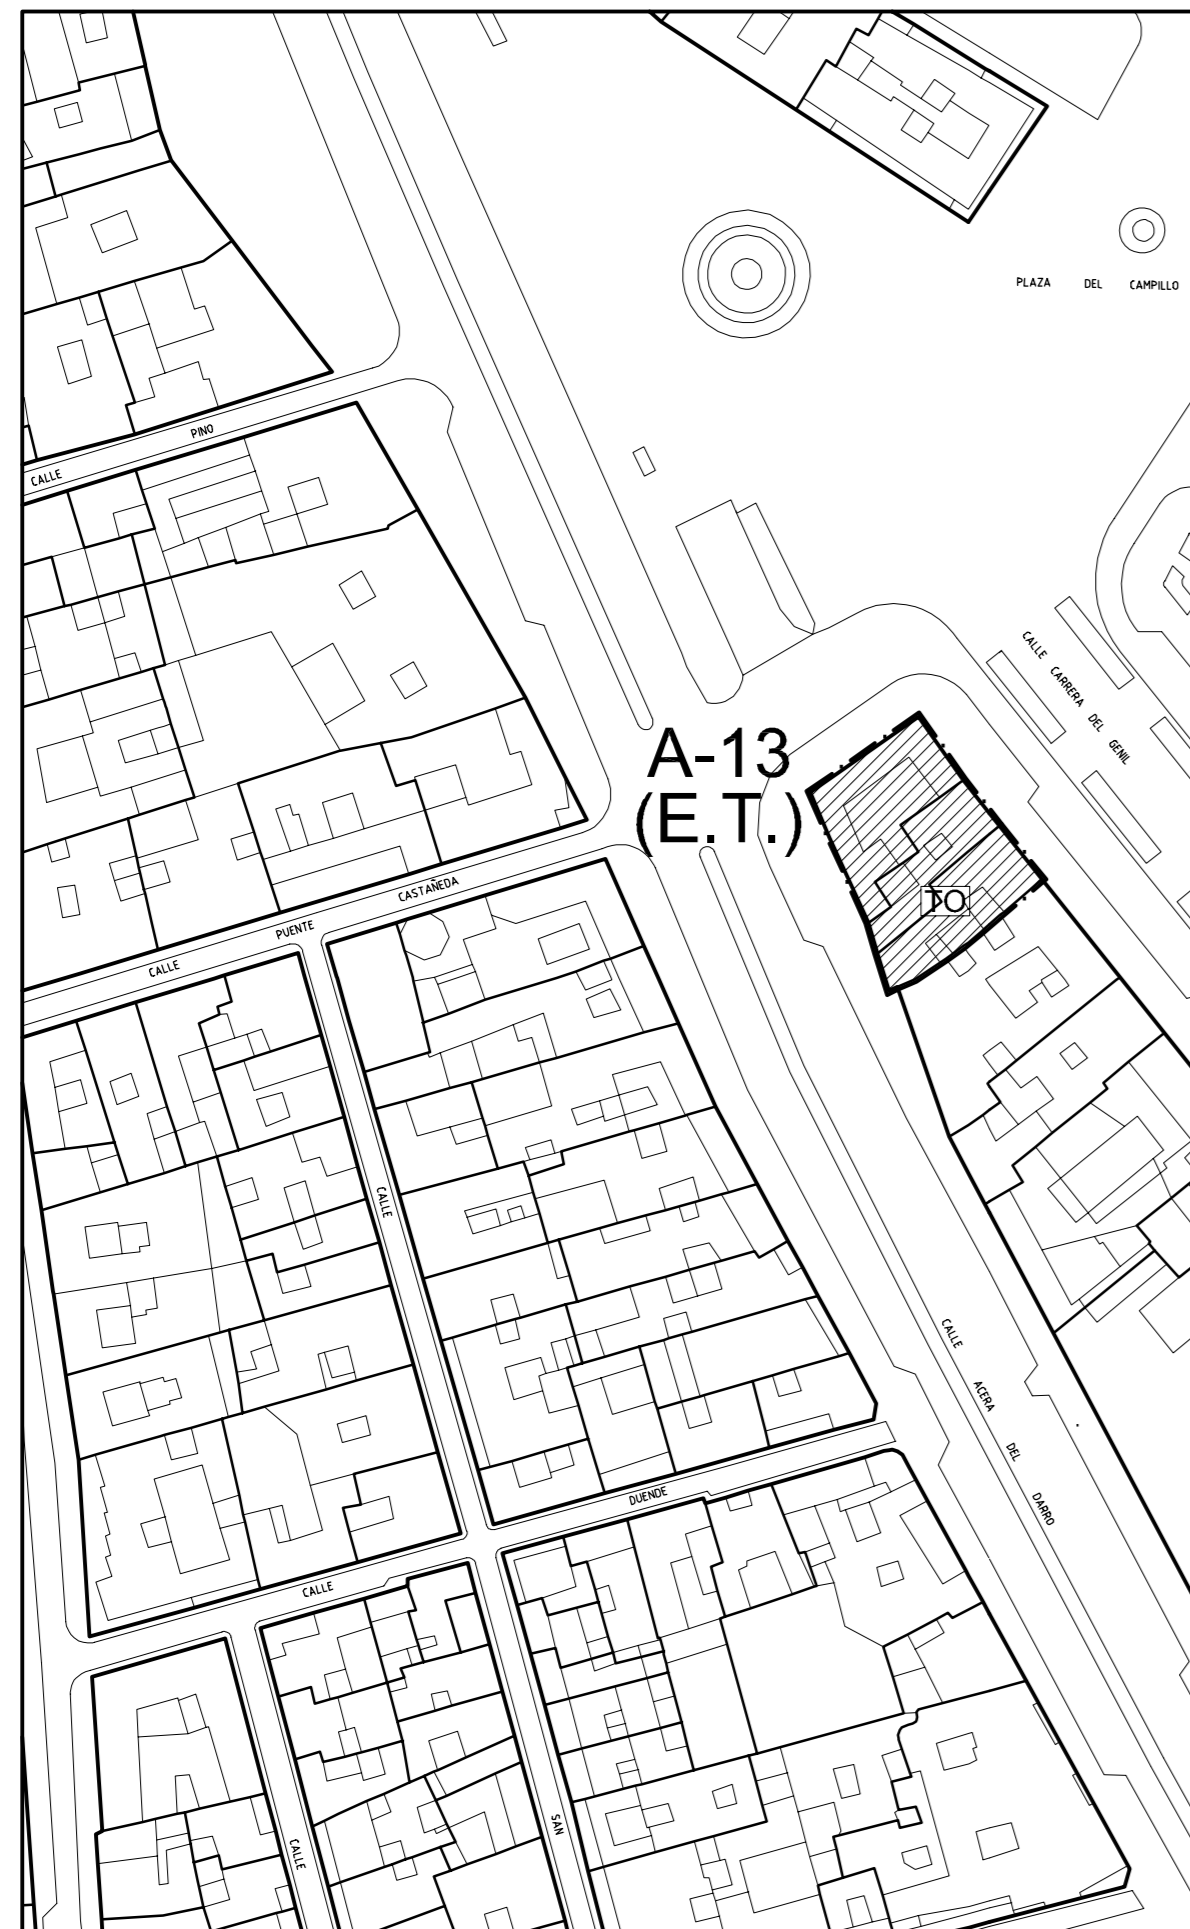 PLAZA DEL CAMPILLO
CALLE PINO
CALLE CARRERA DEL GENIL
A-13
(E.T.)
TO
CALLE PUENTE CASTAÑEDA
CALLE
CALLE ACERA DEL DARRO
DUENDE
CALLE
SAN
CALLE